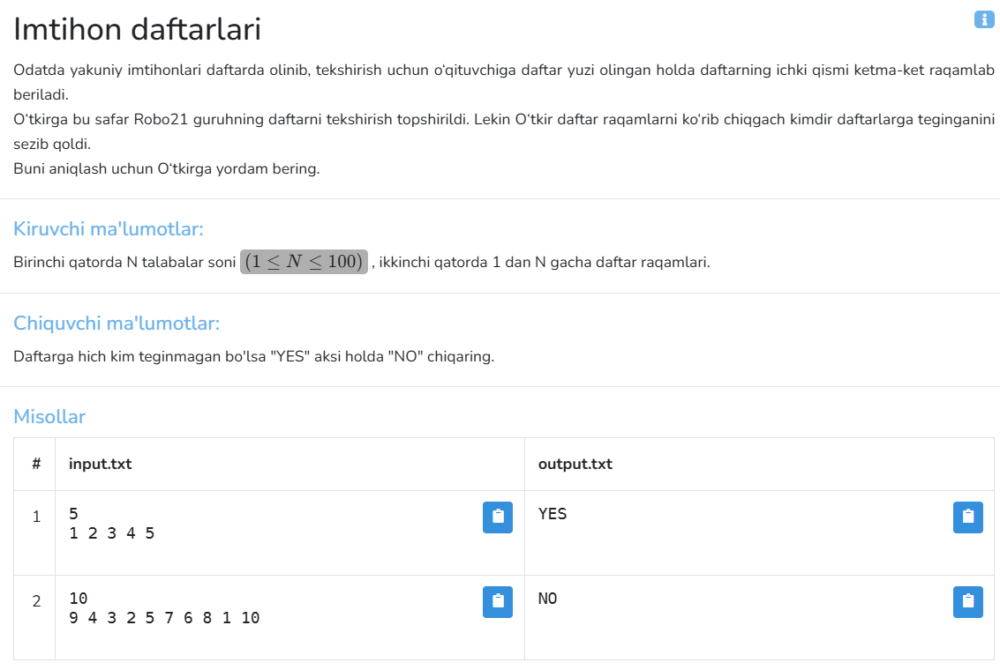 Imtihon daftarlari
Odatda yakuniy imtihonlari daftarda olinib, tekshirish uchun o‘qituvchiga daftar yuzi olingan holda daftarning ichki qismi ketma-ket raqamlab
beriladi.
O‘tkirga bu safar Robo21 guruhning daftarni tekshirish topshirildi. Lekin O‘tkir daftar raqamlarni ko‘rib chiqgach kimdir daftarlarga teginganini
sezib qoldi.
Buni aniqlash uchun O‘tkirga yordam bering.
Kiruvchi ma'lumotlar:
Birinchi qatorda N talabalar soni (1 ≤ N ≤ 100) , ikkinchi qatorda 1 dan N gacha daftar raqamlari.
Chiquvchi ma'lumotlar:
Daftarga hich kim teginmagan bo'lsa "YES" aksi holda "NO" chiqaring.
Misollar
# input.txt output.txt
1 5 YES
1 2 3 4 5
2 10 NO
9 4 3 2 5 7 6 8 1 10